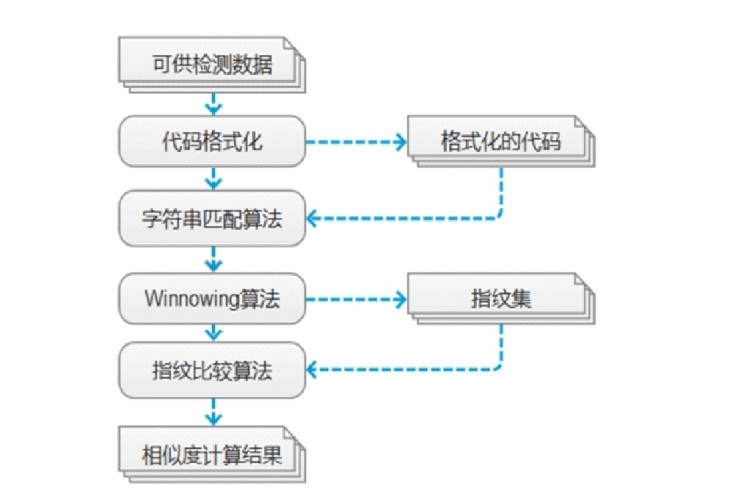 可供检测数据
代码格式化
格式化的代码
字符串匹配算法
Winnowing算法
指纹集
指纹比较算法
相似度计算结果